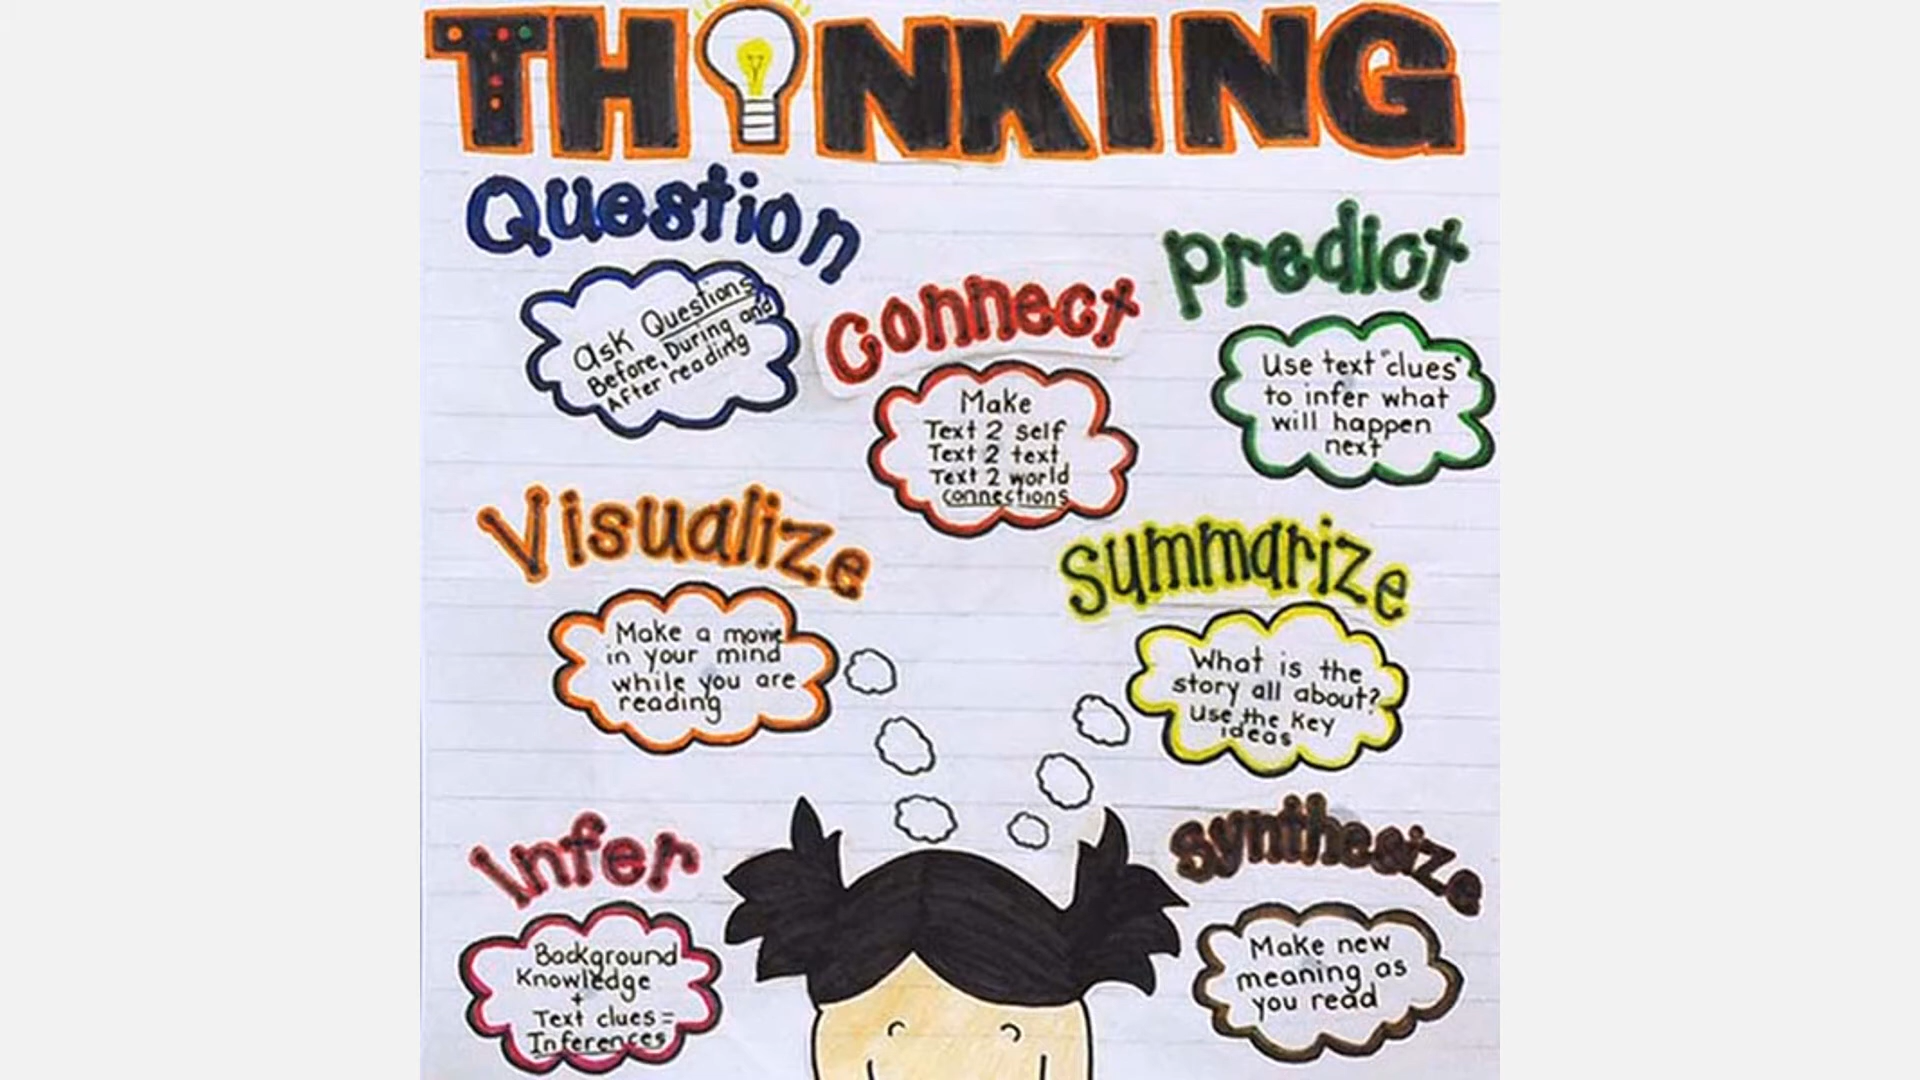 THINKING
Question
Ask Questions
Before, During and
After reading
Connect
Make
Text 2 self
Text 2 text
Text 2 world
connections
predict
Use text "clues"
to infer what
will happen
next
Visualize
Make a movie
in your mind
while you are
reading
summarize
What is the
story all about?
Use the Key
ideas
Infer
Background
Knowledge
+
Text clues =
Inferences
synthesize
Make new
meaning as
you read